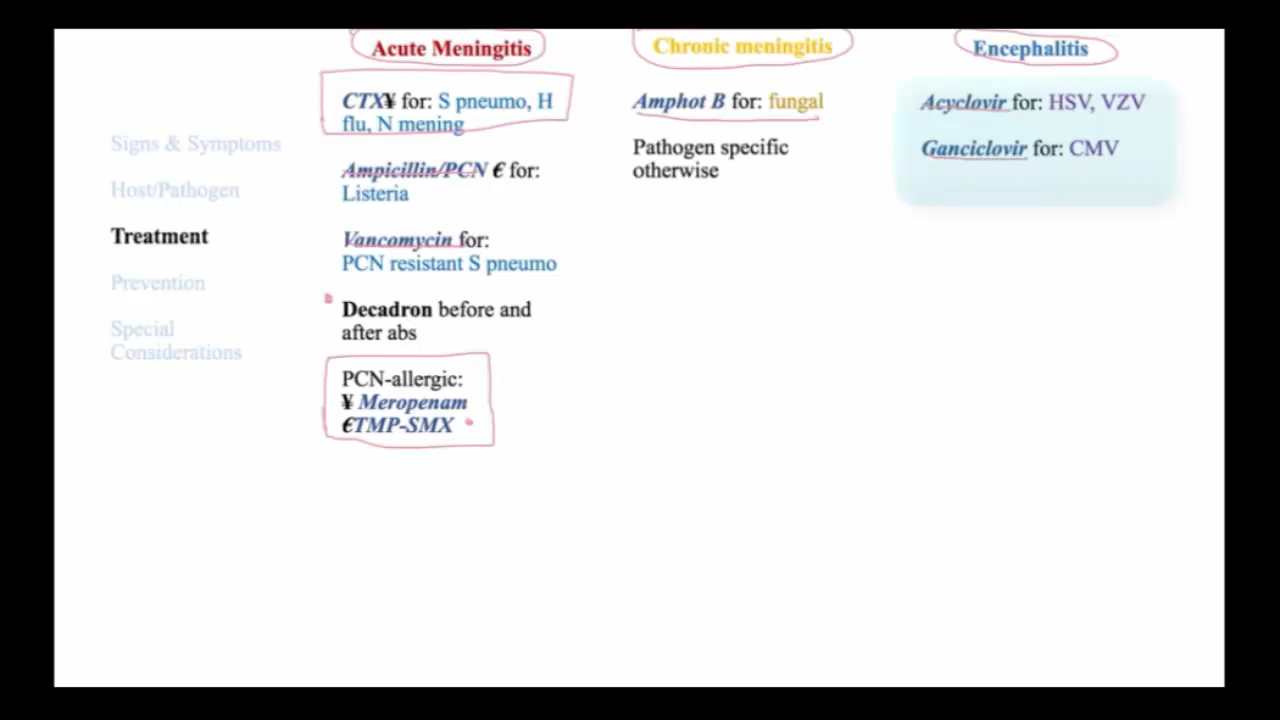 Acute Meningitis
Chronic meningitis
Encephalitis
Signs & Symptoms
Host/Pathogen
Treatment
Prevention
Special
Considerations
CTX¥ for: S pneumo, H
flu, N mening
Ampicillin/PCN € for:
Listeria
Vancomycin for:
PCN resistant S pneumo
Decadron before and
after abs
PCN-allergic:
¥ Meropenam
€TMP-SMX
Amphot B for: fungal
Pathogen specific
otherwise
Acyclovir for: HSV, VZV
Ganciclovir for: CMV